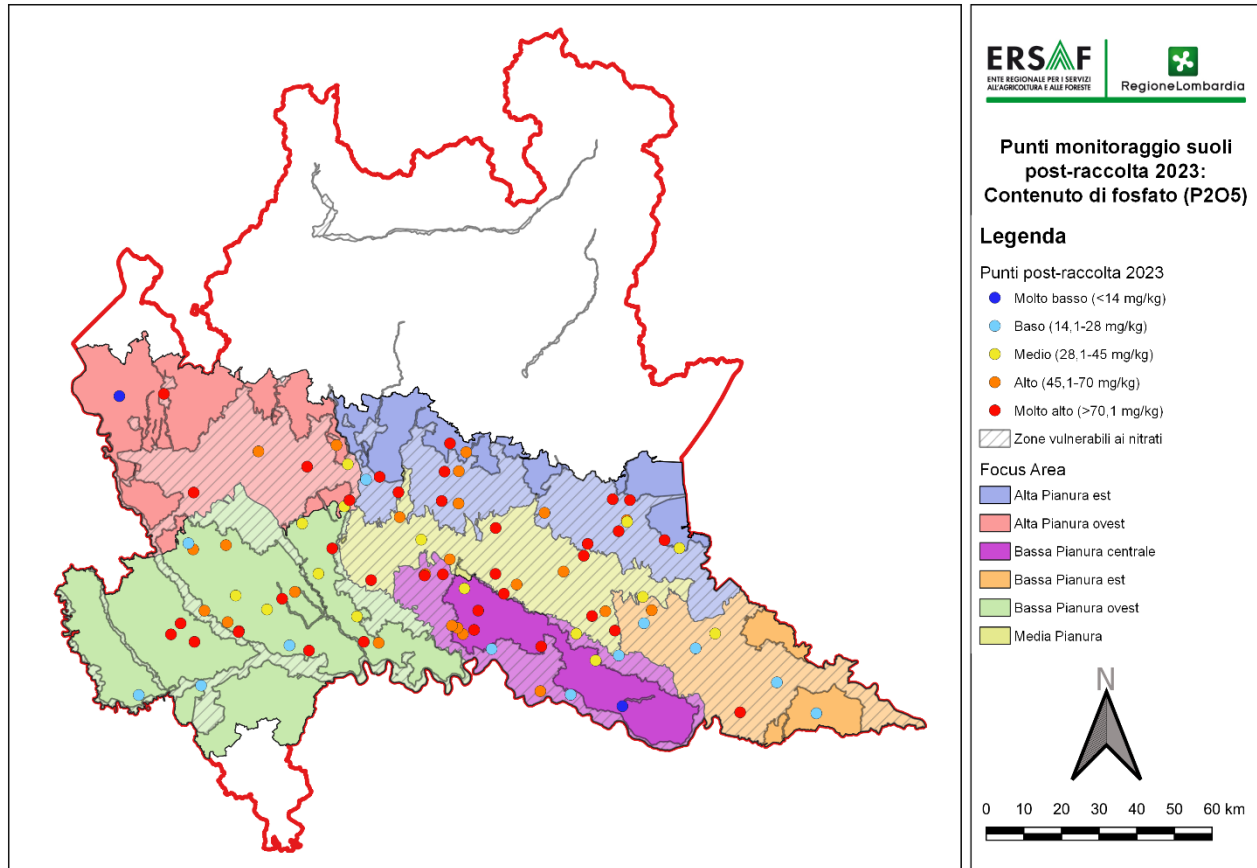 ERSAF
ENTE REGIONALE PER I SERVIZI
ALL'AGRICOLTURA E ALLE FORESTE
RegioneLombardia
Punti monitoraggio suoli
post-raccolta 2023:
Contenuto di fosfato (P2O5)
Legenda
Punti post-raccolta 2023
Molto basso (<14 mg/kg)
Baso (14,1-28 mg/kg)
Medio (28,1-45 mg/kg)
Alto (45,1-70 mg/kg)
Molto alto (>70,1 mg/kg)
Zone vulnerabili ai nitrati
Focus Area
Alta Pianura est
Alta Pianura ovest
Bassa Pianura centrale
Bassa Pianura est
Bassa Pianura ovest
Media Pianura
N
0 10 20 30 40 50 60 km